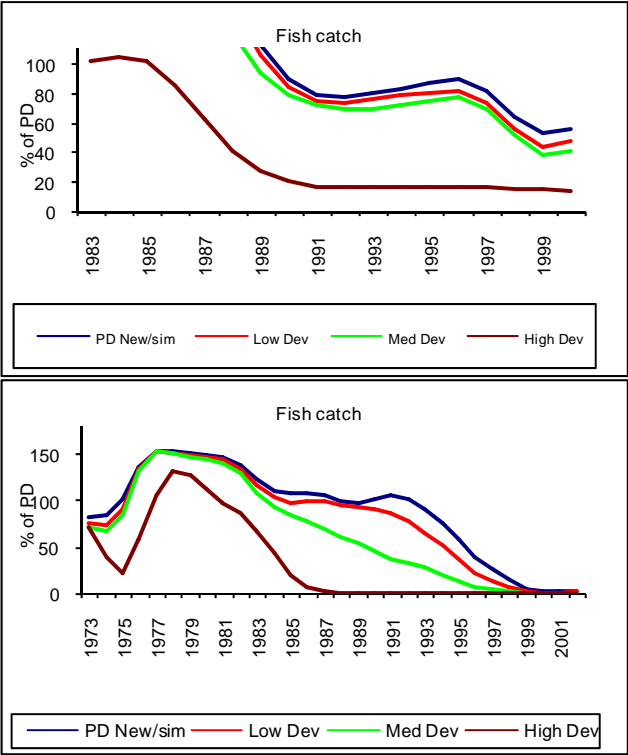 Fish catch
100
80
60
40
20
0
% of PD
1983
1985
1987
1989
1991
1993
1995
1997
1999
PD New/sim
Low Dev
Med Dev
High Dev
Fish catch
150
100
50
0
% of PD
1973
1975
1977
1979
1981
1983
1985
1987
1989
1991
1993
1995
1997
1999
2001
PD New/sim
Low Dev
Med Dev
High Dev